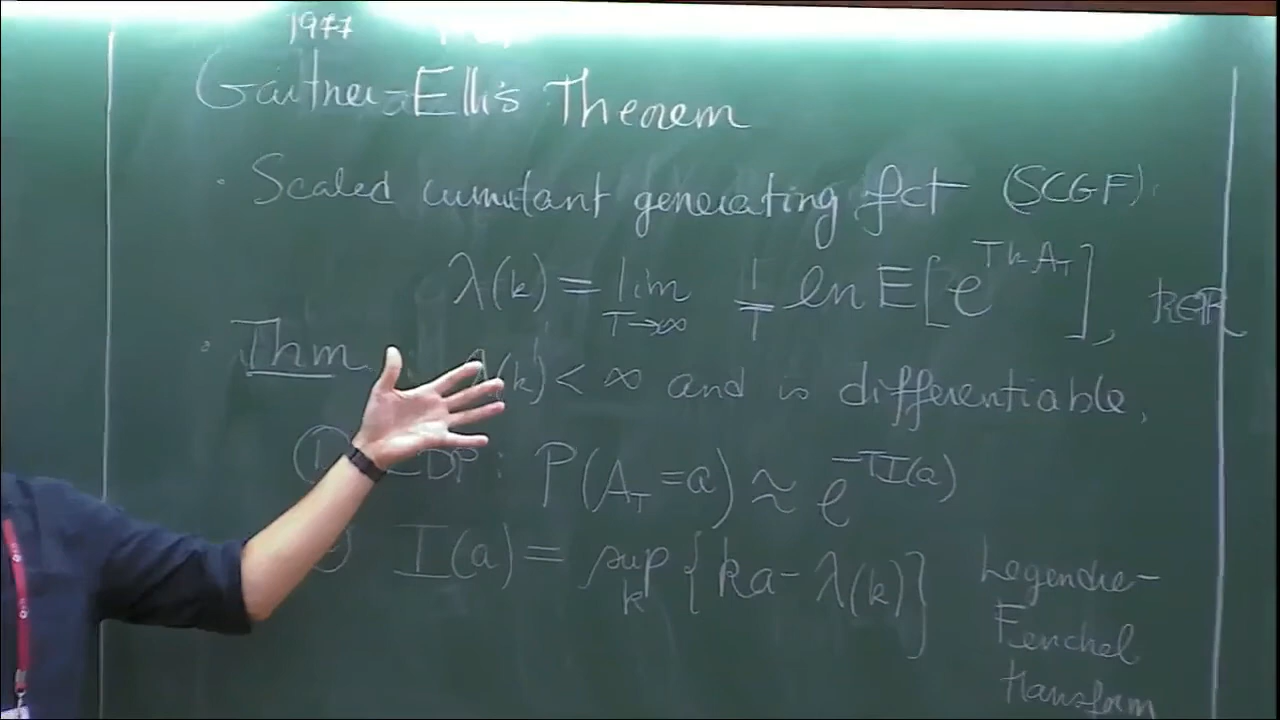 1977
Gärtner-Ellis Theorem
· Scaled cumulant generating fct (SCGF):
λ(k) = lim T→∞ 1/T ln E[e^{TkA_T}], k∈R
· Thm λ(k) < ∞ and is differentiable,
① LDP: P(A_T = a) ≈ e^{-TI(a)}
I(a) = sup_k {ka - λ(k)} Legendre-
Fenchel
transform